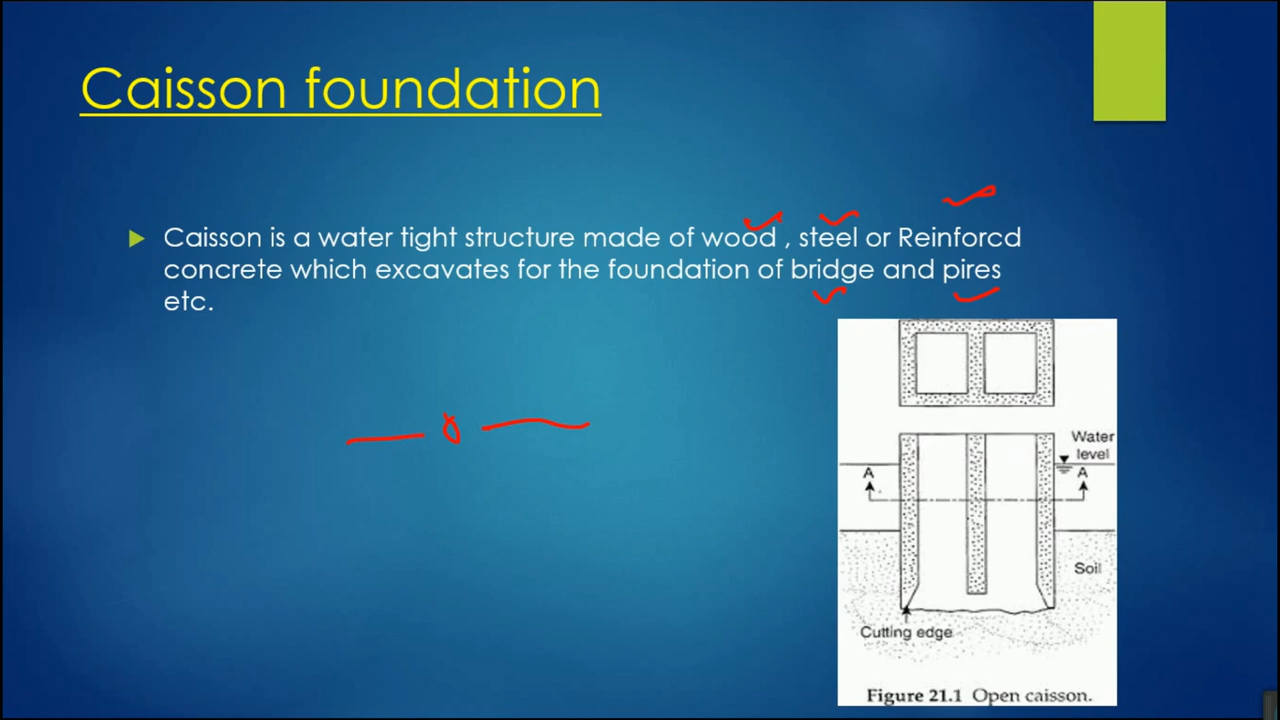 Caisson foundation
Caisson is a water tight structure made of wood , steel or Reinforcd
concrete which excavates for the foundation of bridge and pires
etc.
Water
level
A
A
Soil
Cutting edge
Figure 21.1 Open caisson.